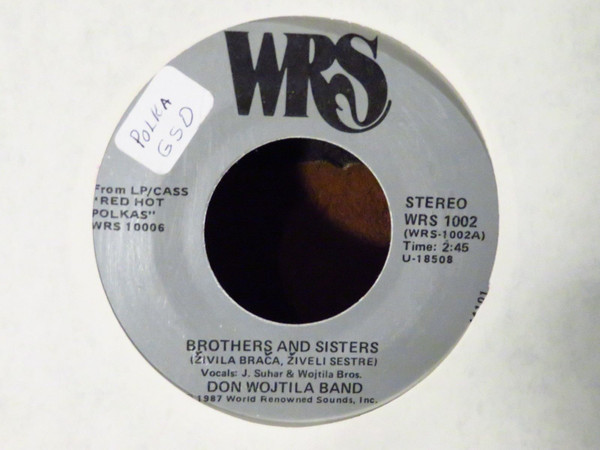 WRS
POLKA
GSD
From LP/CASS
"RED HOT
POLKAS"
WRS 10006
STEREO
WRS 1002
(WRS-1002A)
Time: 2:45
U-18508
BROTHERS AND SISTERS
(ŽIVILA BRAČA, ŽIVELI SESTRE)
Vocals: J. Suhar & Wojtila Bros.
DON WOJTILA BAND
1987 World Renowned Sounds, Inc.